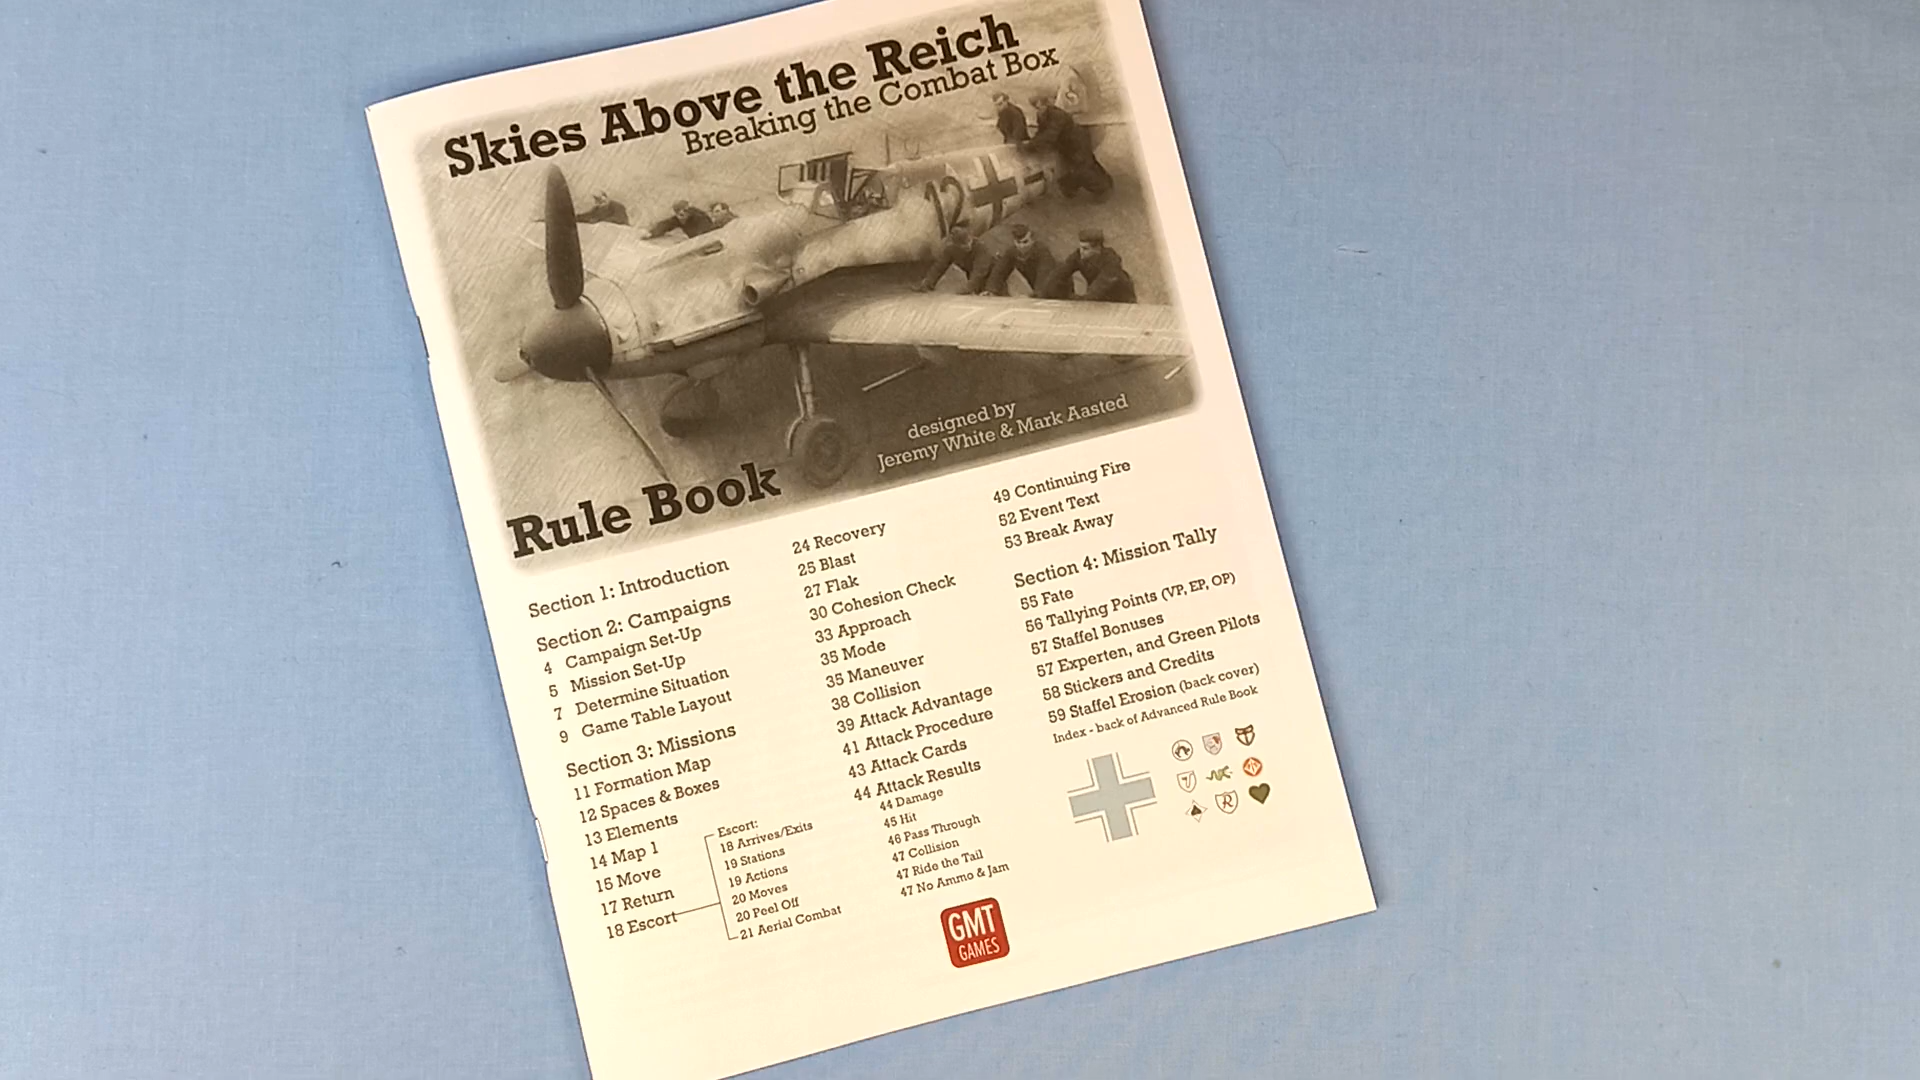 Skies Above the Reich
Breaking the Combat Box
12
designed by
Jeremy White & Mark Aasted
Rule Book
Section 1: Introduction
Section 2: Campaigns
4 Campaign Set-Up
5 Mission Set-Up
7 Determine Situation
9 Game Table Layout
Section 3: Missions
11 Formation Map
12 Spaces & Boxes
13 Elements
14 Map 1
15 Move
17 Return
18 Escort
Escort:
18 Arrives/Exits
19 Stations
19 Actions
20 Moves
20 Peel Off
21 Aerial Combat
24 Recovery
25 Blast
27 Flak
30 Cohesion Check
33 Approach
35 Mode
35 Maneuver
38 Collision
39 Attack Advantage
41 Attack Procedure
43 Attack Cards
44 Attack Results
44 Damage
45 Hit
46 Pass Through
47 Collision
47 Ride the Tail
47 No Ammo & Jam
49 Continuing Fire
52 Event Text
53 Break Away
Section 4: Mission Tally
55 Fate
56 Tallying Points (VP, EP, OP)
57 Staffel Bonuses
57 Experten, and Green Pilots
58 Stickers and Credits
59 Staffel Erosion (back cover)
Index - back of Advanced Rule Book
R
GMT
GAMES